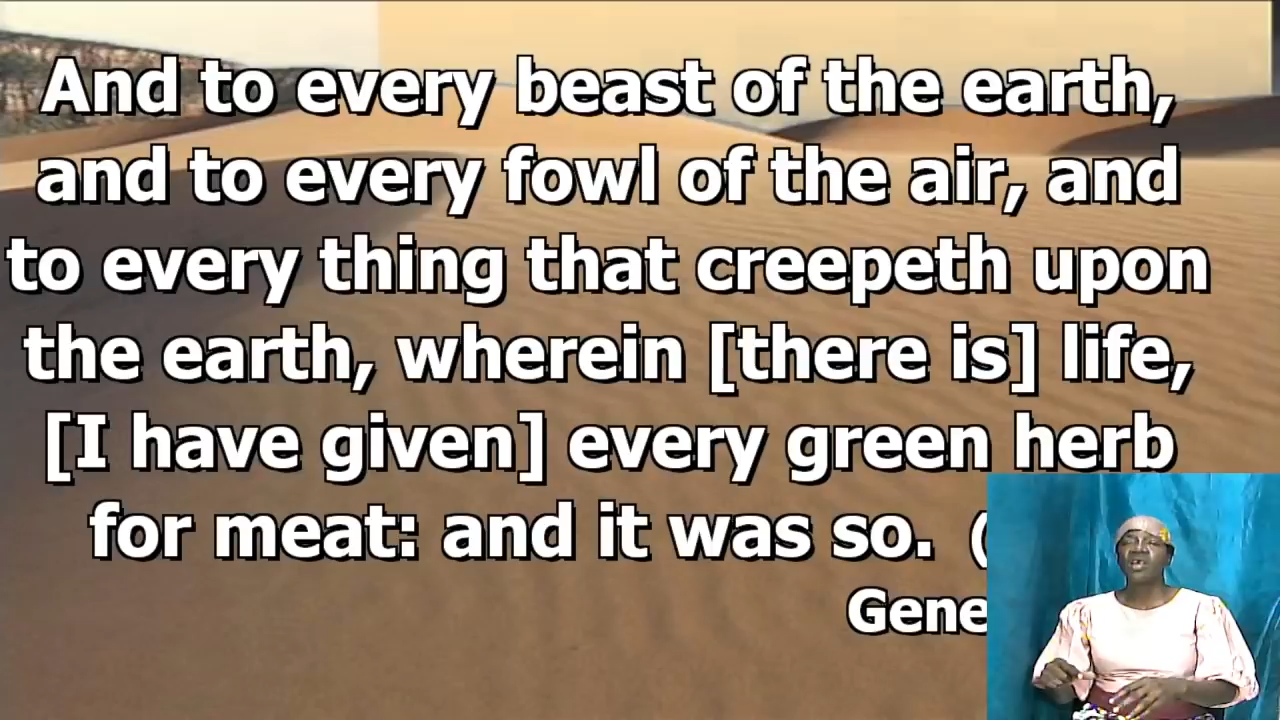 And to every beast of the earth,
and to every fowl of the air, and
to every thing that creepeth upon
the earth, wherein [there is] life,
[I have given] every green herb
for meat: and it was so. (
Gene